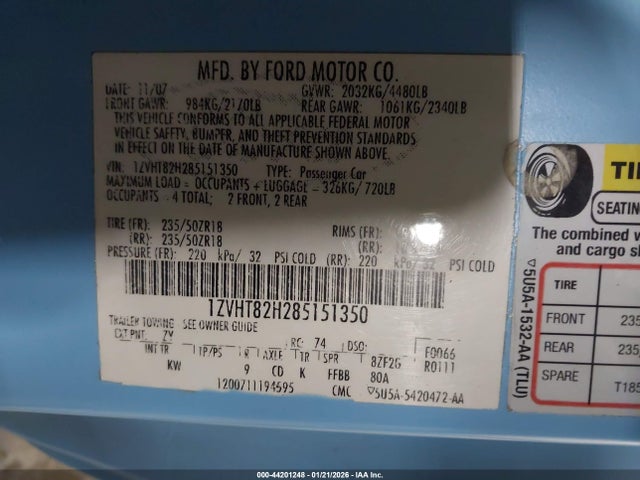 MFD. BY FORD MOTOR CO.
DATE: 11/07 GVWR: 2032KG/4480LB
FRONT GAWR: 984KG/2170LB REAR GAWR: 1061KG/2340LB
THIS VEHICLE CONFORMS TO ALL APPLICABLE FEDERAL MOTOR
VEHICLE SAFETY, BUMPER, AND THEFT PREVENTION STANDARDS
IN EFFECT ON THE DATE OF MANUFACTURE SHOWN ABOVE.
VIN: 1ZVHT82H285151350 TYPE: Passenger Car
MAXIMUM LOAD = OCCUPANTS + LUGGAGE = 326KG/720LB
OCCUPANTS = 4 TOTAL; 2 FRONT, 2 REAR
TIRE (FR): 235/50ZR18 RIMS (FR):
(RR): 235/50ZR18 (RR):
PRESSURE (FR): 220 kPa/ 32 PSI COLD (RR): 220 kPa/ 32 PSI COLD
1ZVHT82H285151350
TRAILER TOWING SEE OWNER GUIDE
EXT PNT: ZY RC: 74 DSO:
INT TR TP/PS R AXLE TR SPR 8ZF2G F0066
KW 9 CD K FFBB 80A R0111
1200711194595 CMC ▽5U5A-5420472-AA
TI
SEATING
The combined w
and cargo s
TIRE
FRONT 235
REAR 235,
SPARE T185
▽5U5A-1532-AA (TLU)
000-44201248 - 01/21/2026 - IAA Inc.